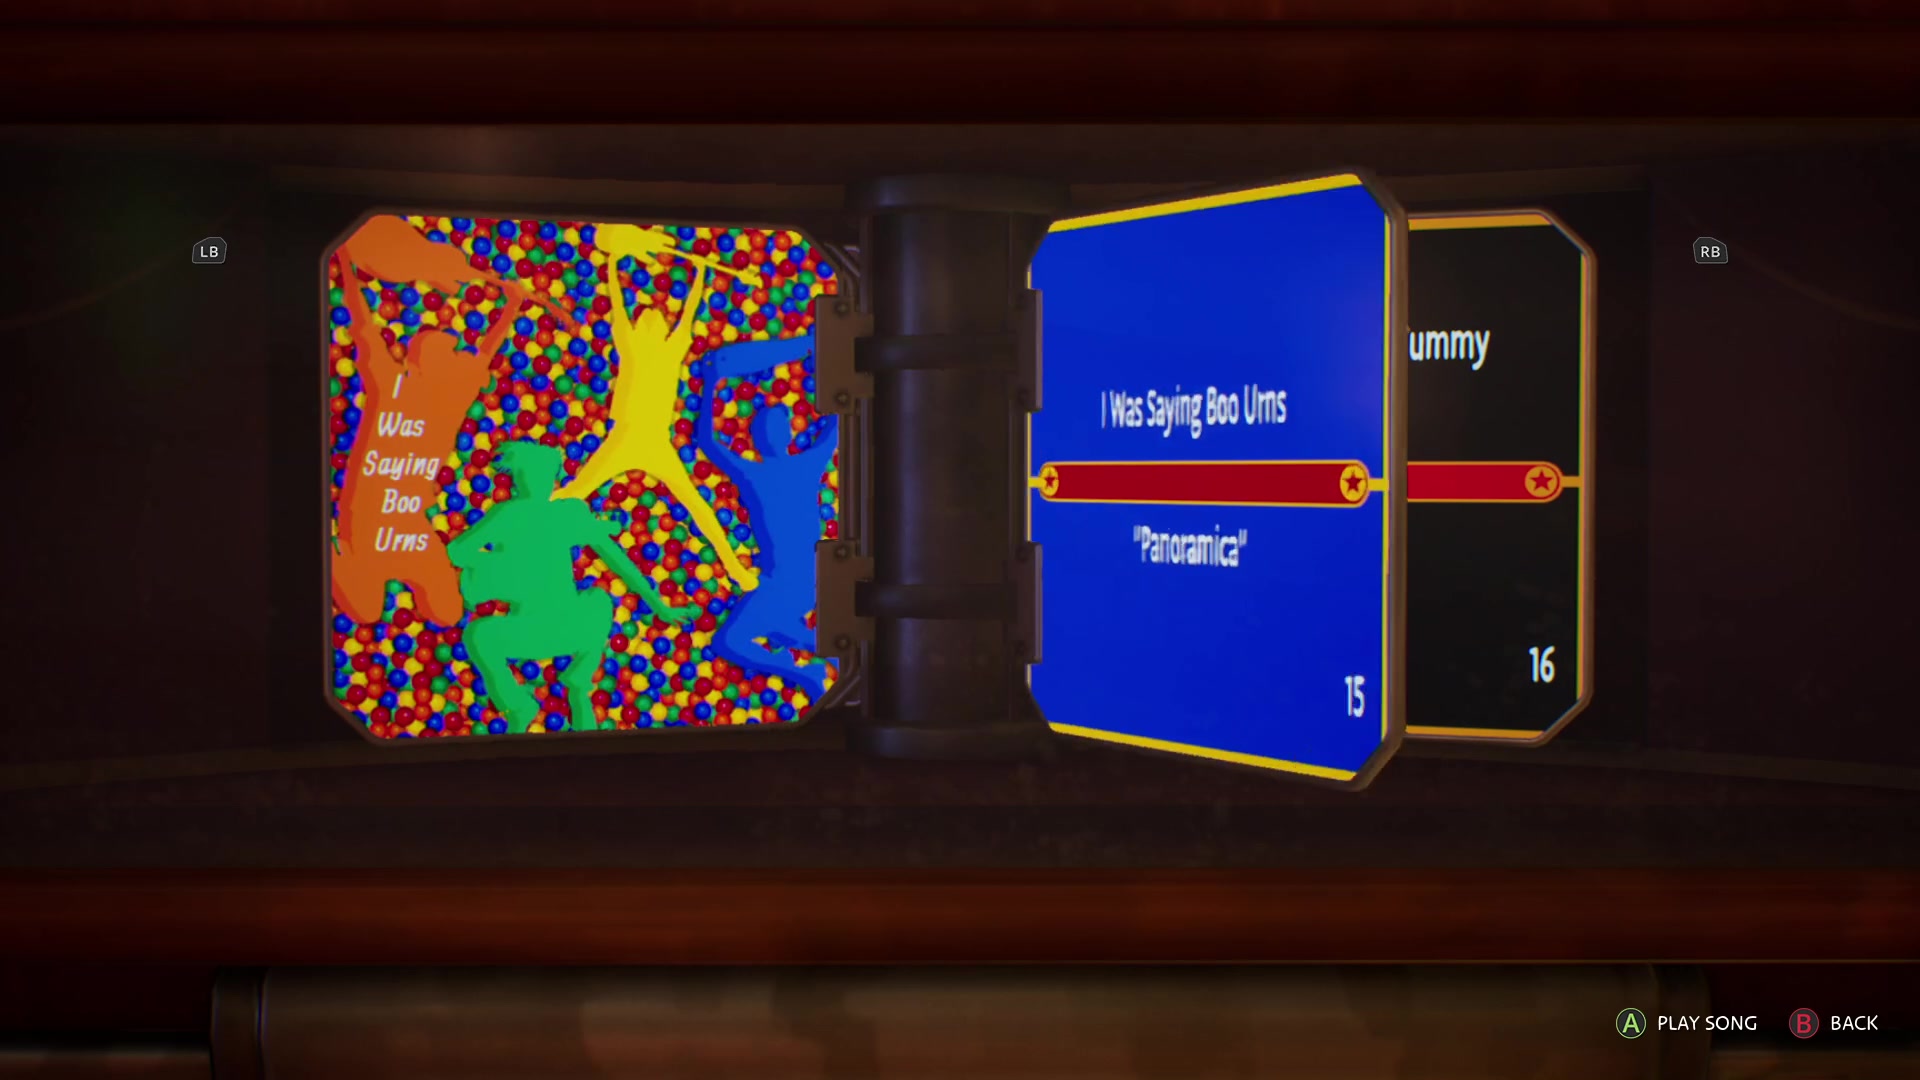 LB
I
Was
Saying
Boo
Urns
I Was Saying Boo Urns
"Panoramica"
15
ummy
16
RB
A PLAY SONG
B BACK